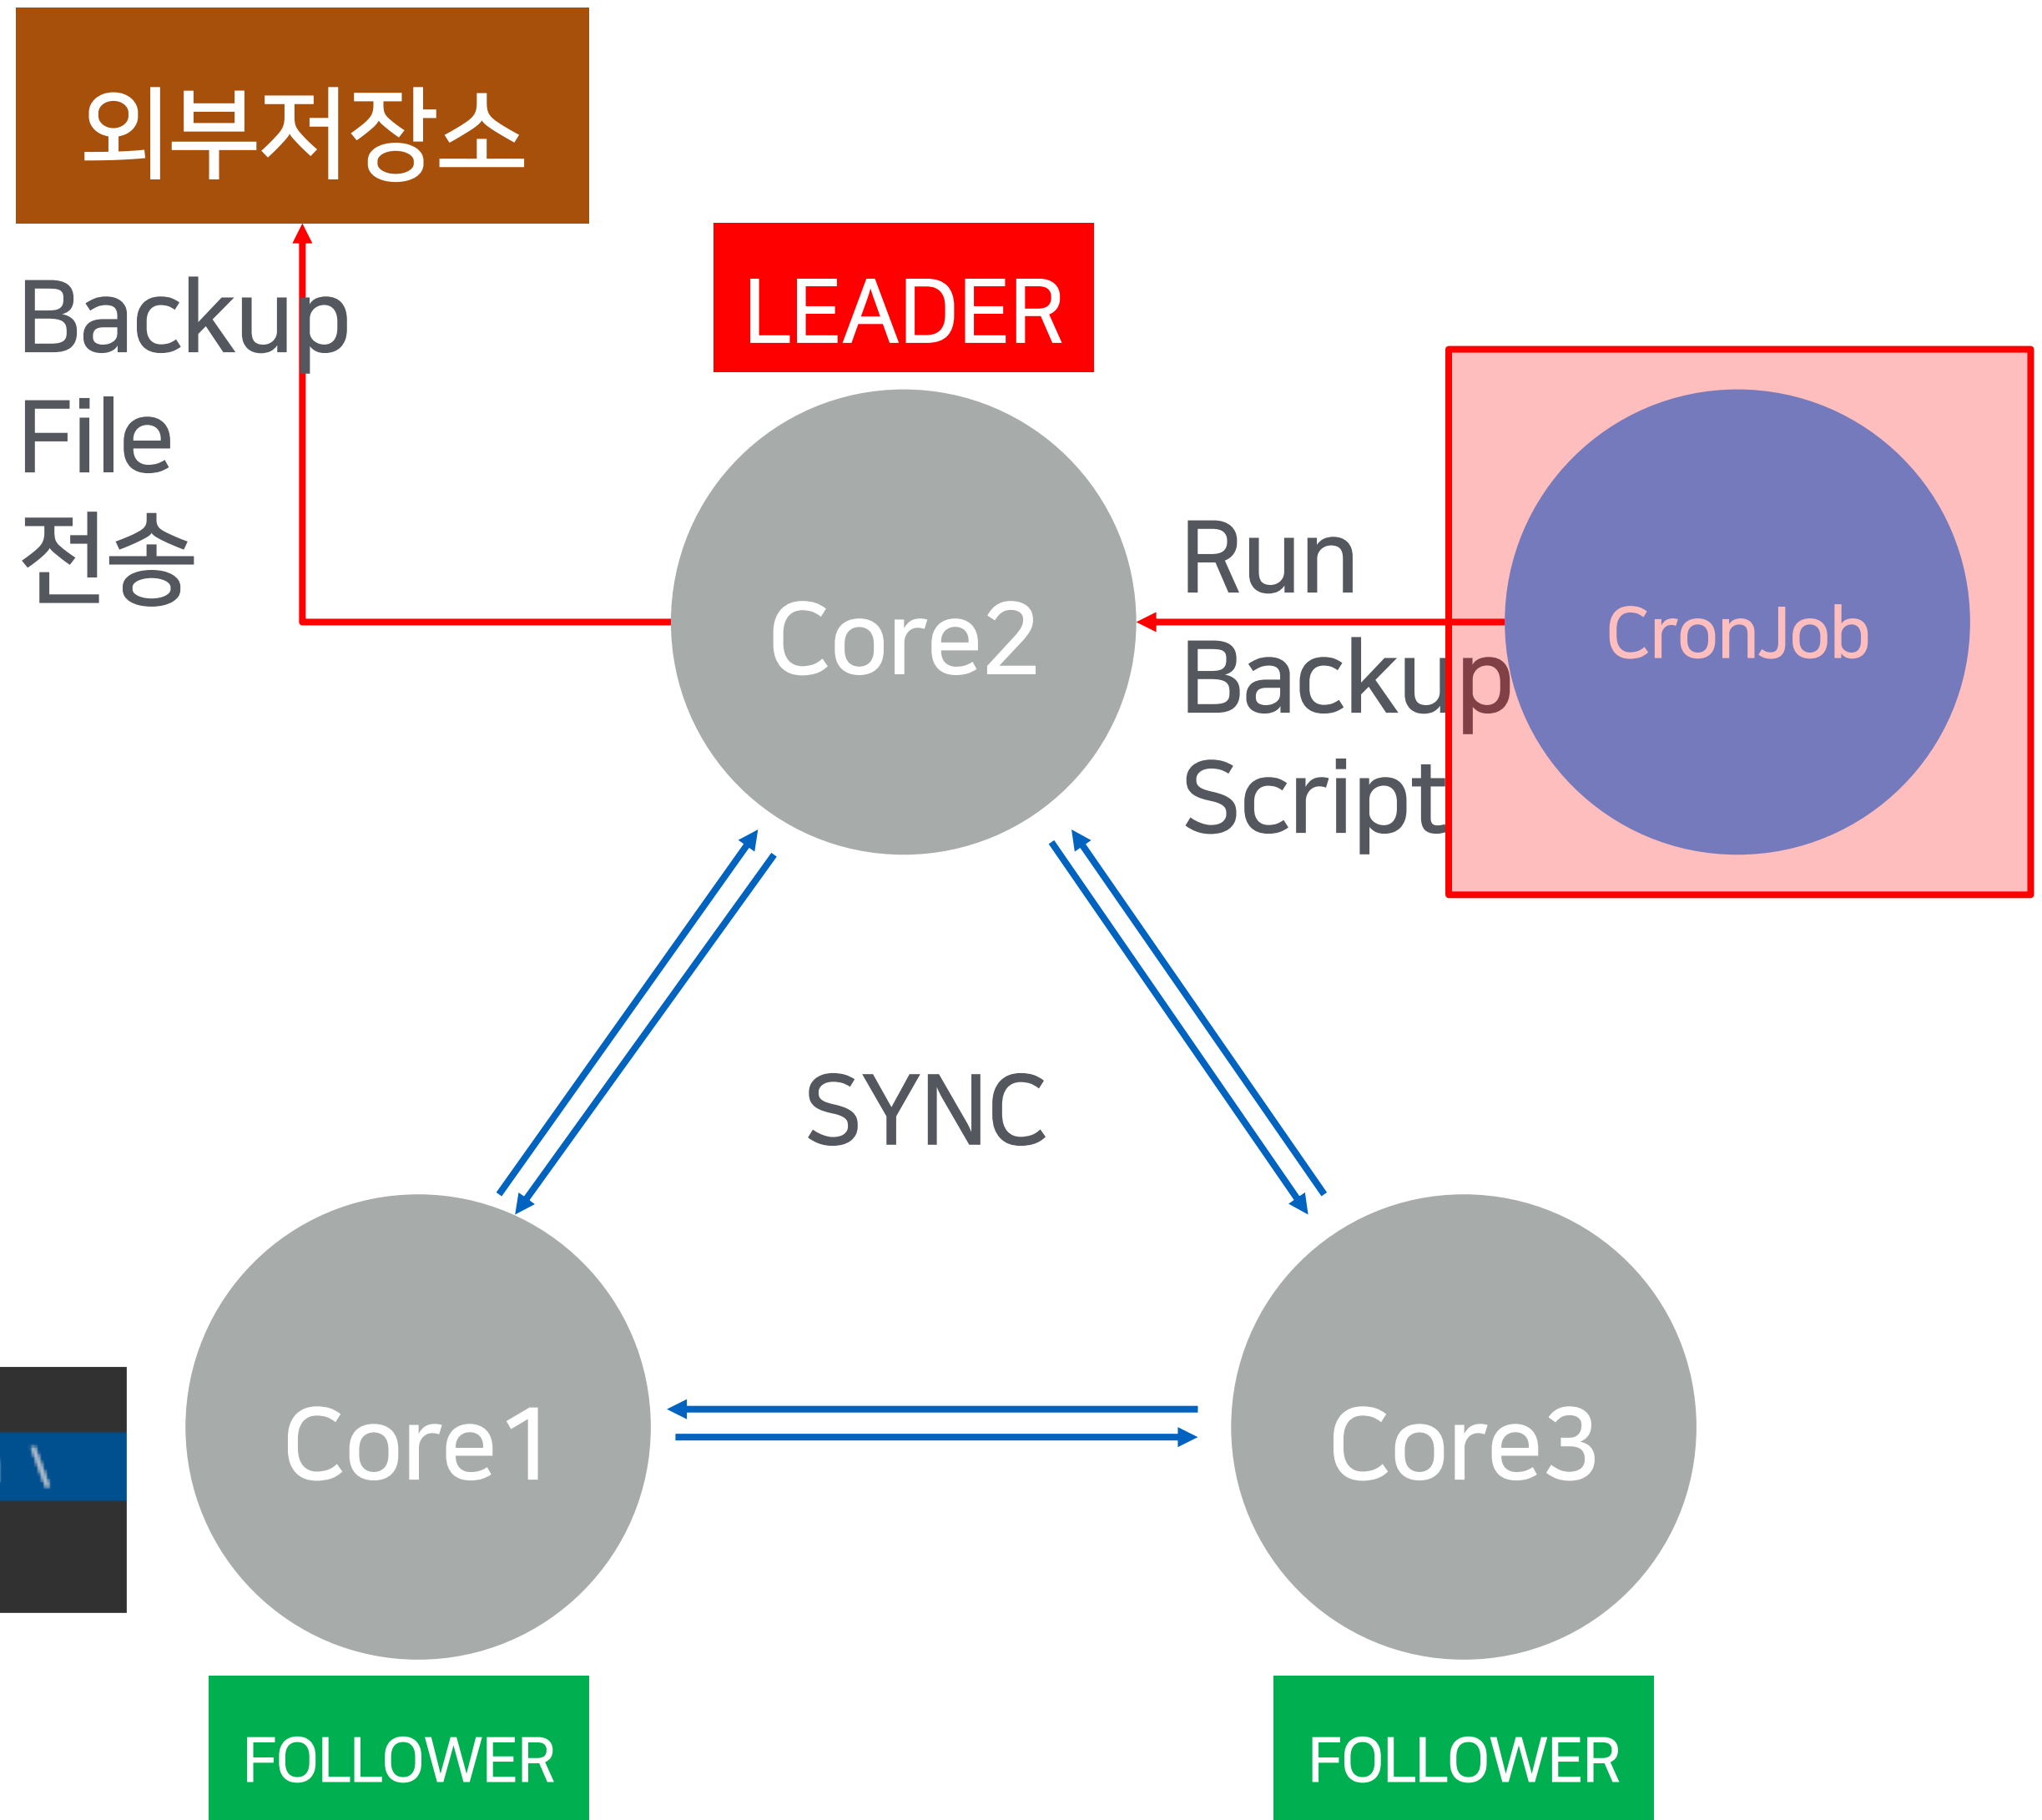 외부저장소
LEADER
Backup
File
전송
Core2
Run
Backup
Script
CronJob
SYNC
Core1
Core3
\
FOLLOWER
FOLLOWER